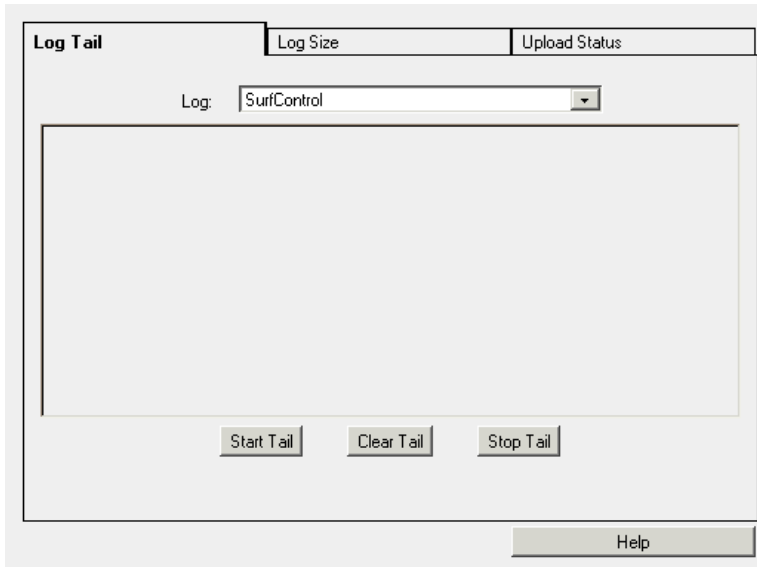 Log Tail
Log Size
Upload Status
Log:
SurfControl
Start Tail
Clear Tail
Stop Tail
Help